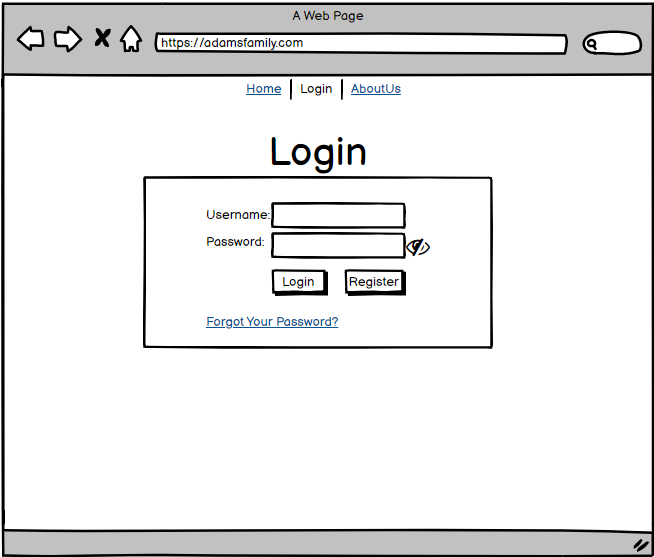 A Web Page
https://adamsfamily.com
Home Login AboutUs
Login
Username:
Password:
Login Register
Forgot Your Password?